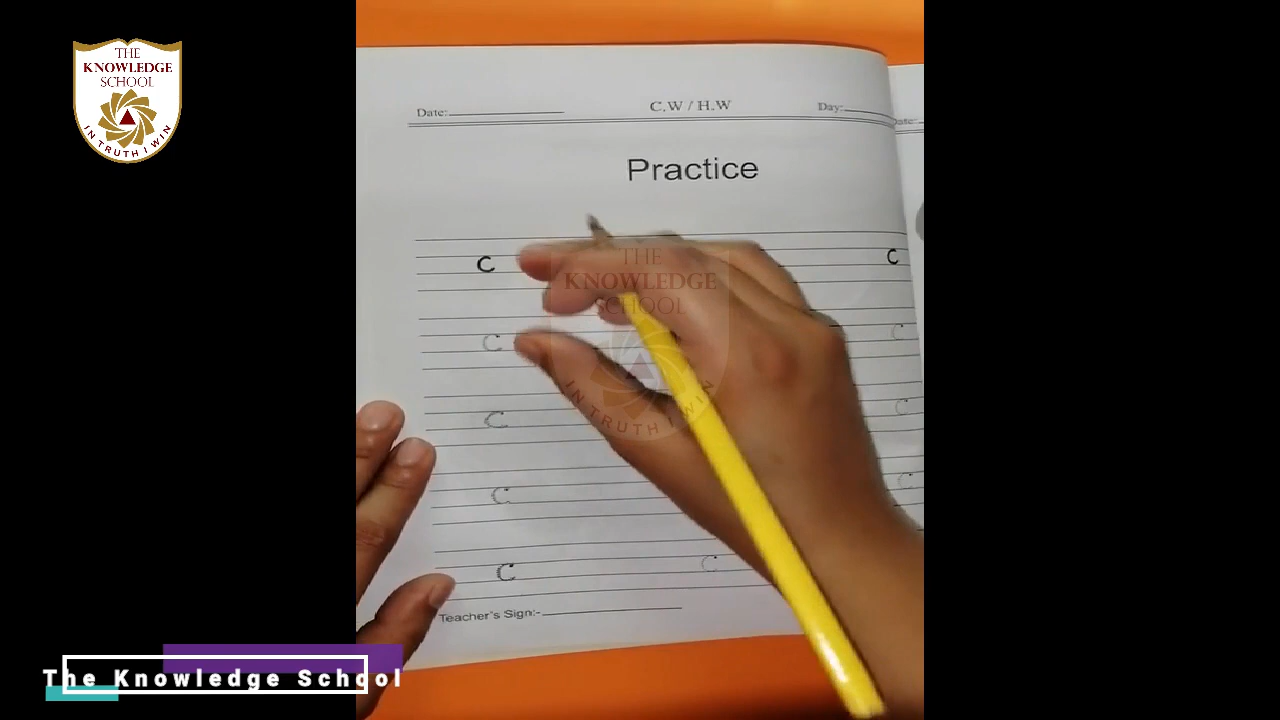 THE
KNOWLEDGE
SCHOOL
IN TRUTH I WIN
Date: C.W / H.W Day:
Date:
Practice
THE
KNOWLEDGE
SCHOOL
IN TRUTH I WIN
c c
c c
c c
c c
c c
Teacher's Sign:-
The Knowledge School